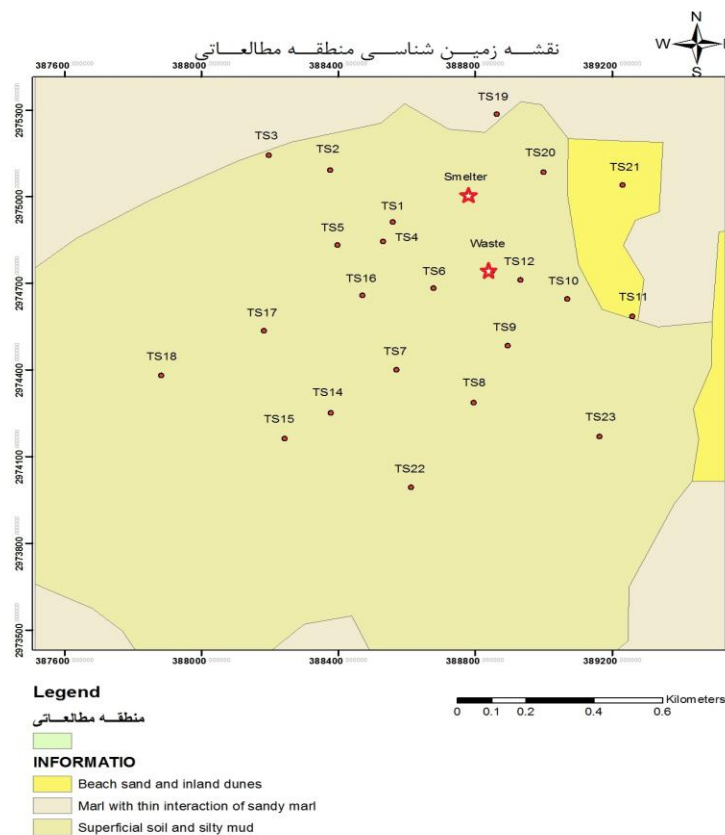 N
نقشه زمین شناسی منطقه مطالعاتی
W
S
387600
388000
388400
388800
389200
TS19
2975300
TS3
TS2
TS20
TS21
Smelter
2975000
TS1
TS5
TS4
Waste
TS12
TS16
TS6
TS10
2974700
TS11
TS17
TS9
TS18
TS7
2974400
TS8
TS14
TS15
TS23
2974100
TS22
2973800
2973500
387600
388000
388400
388800
389200
Legend
منطقه مطالعاتی
Kilometers
0 0.1 0.2 0.4 0.6
INFORMATIO
Beach sand and inland dunes
Marl with thin interaction of sandy marl
Superficial soil and silty mud